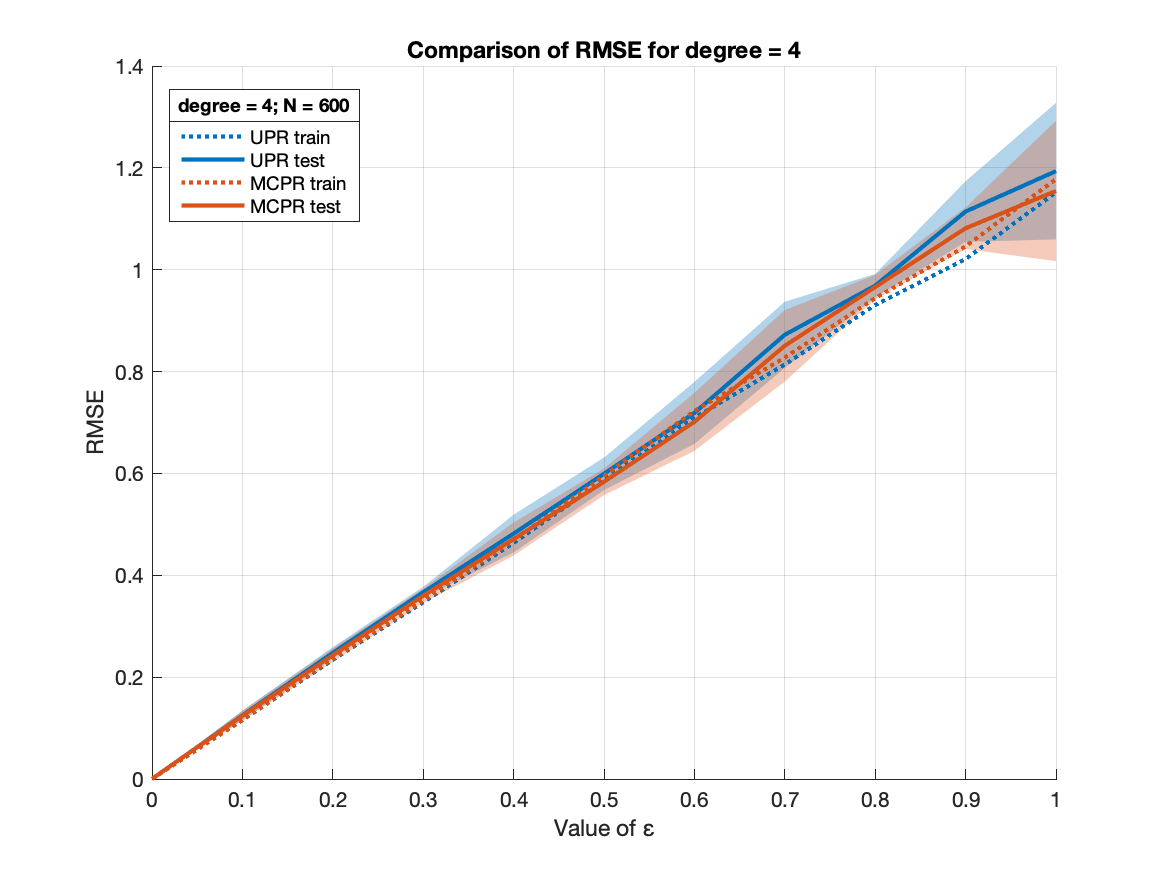 Comparison of RMSE for degree = 4
degree = 4; N = 600
UPR train
UPR test
MCPR train
MCPR test
RMSE
1.4
1.2
1
0.8
0.6
0.4
0.2
0
0 0.1 0.2 0.3 0.4 0.5 0.6 0.7 0.8 0.9 1
Value of ε